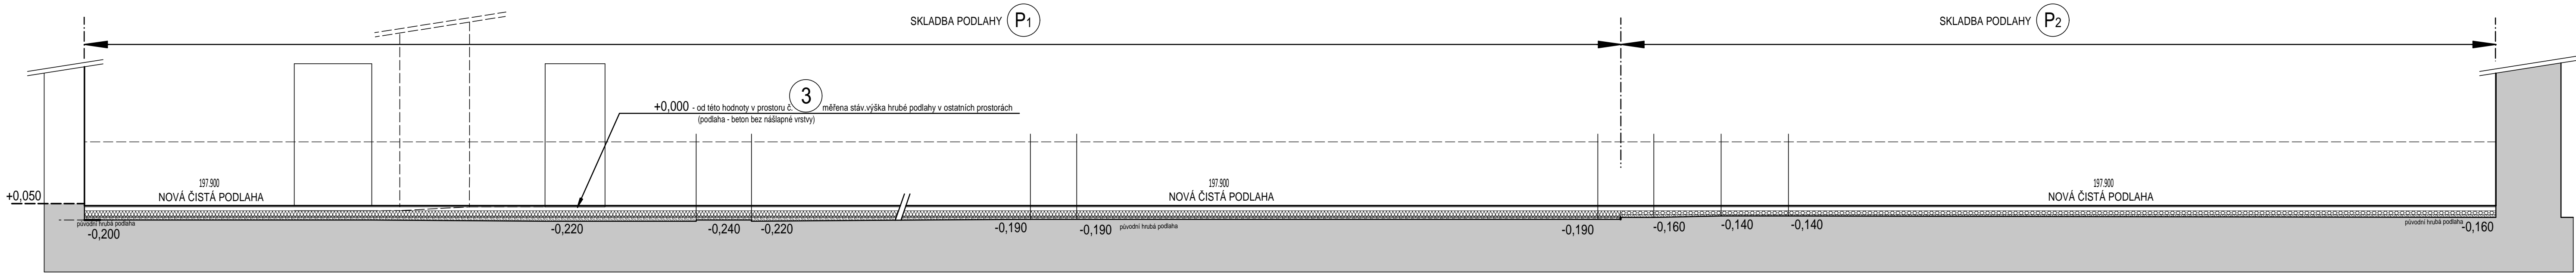 SKLADBA PODLAHY P1
SKLADBA PODLAHY P2
3
+0,000 - od této hodnoty v prostoru č. měřena stáv.výška hrubé podlahy v ostatních prostorách
(podlaha - beton bez nášlapné vrstvy)
197.900
NOVÁ ČISTÁ PODLAHA
197.900
NOVÁ ČISTÁ PODLAHA
197.900
NOVÁ ČISTÁ PODLAHA
+0,050
původní hrubá podlaha
-0,200
-0,220
-0,240
-0,220
-0,190
-0,190
původní hrubá podlaha
-0,190
-0,160
-0,140
-0,140
původní hrubá podlaha
-0,160